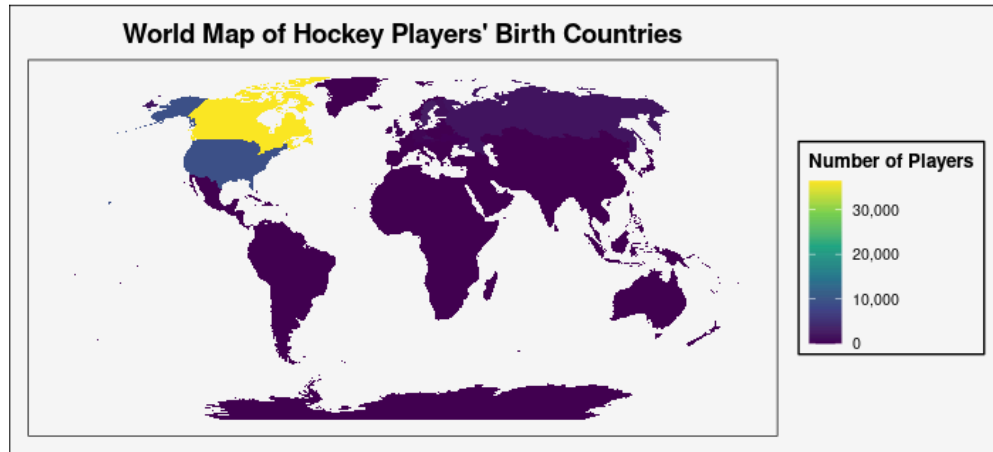 World Map of Hockey Players' Birth Countries
Number of Players
30,000
20,000
10,000
0